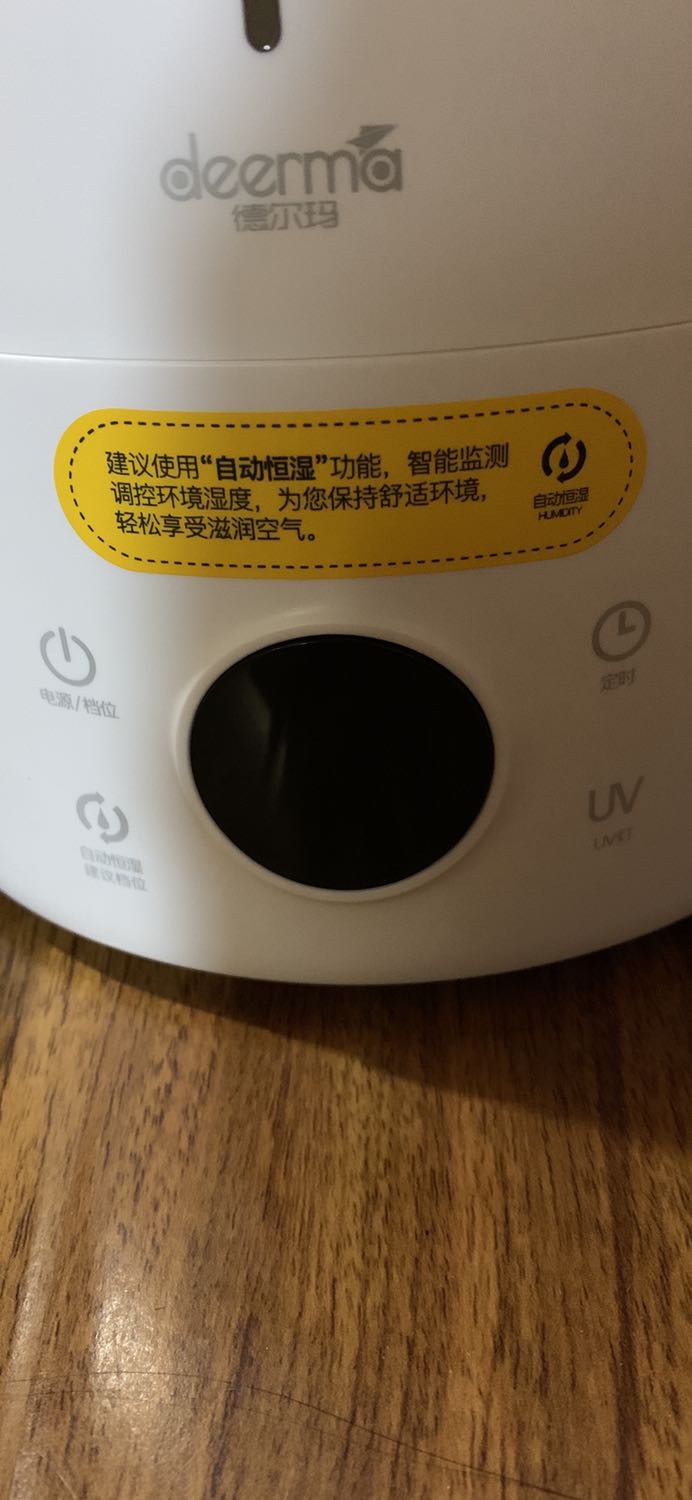 deerma
德尔玛
建议使用“自动恒湿”功能，智能监测
调控环境湿度，为您保持舒适环境，
轻松享受滋润空气。
自动恒湿
HUMIDITY
电源/档位
定时
自动恒湿
建议档位
UV
UV灯